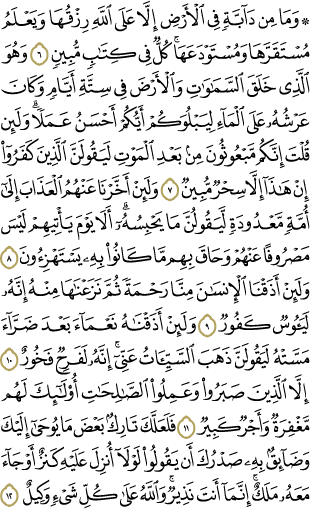 ۞ وَمَا مِن دَآبَّةٍ فِى ٱلْأَرْضِ إِلَّا عَلَى ٱللَّهِ رِزْقُهَا وَيَعْلَمُ
مُسْتَقَرَّهَا وَمُسْتَوْدَعَهَا ۚ كُلٌّ فِى كِتَٰبٍ مُّبِينٍ ٦ وَهُوَ
ٱلَّذِى خَلَقَ ٱلسَّمَٰوَٰتِ وَٱلْأَرْضَ فِى سِتَّةِ أَيَّامٍ وَكَانَ
عَرْشُهُۥ عَلَى ٱلْمَآءِ لِيَبْلُوَكُمْ أَيُّكُمْ أَحْسَنُ عَمَلًا ۗ وَلَئِن
قُلْتَ إِنَّكُم مَّبْعُوثُونَ مِنۢ بَعْدِ ٱلْمَوْتِ لَيَقُولَنَّ ٱلَّذِينَ كَفَرُوٓا۟
إِنْ هَٰذَآ إِلَّا سِحْرٌ مُّبِينٌ ٧ وَلَئِنْ أَخَّرْنَا عَنْهُمُ ٱلْعَذَابَ إِلَىٰٓ
أُمَّةٍ مَّعْدُودَةٍ لَّيَقُولُنَّ مَا يَحْبِسُهُۥٓ ۗ أَلَا يَوْمَ يَأْتِيهِمْ لَيْسَ
مَصْرُوفًا عَنْهُمْ وَحَاقَ بِهِم مَّا كَانُوا۟ بِهِۦ يَسْتَهْزِءُونَ ٨
وَلَئِنْ أَذَقْنَا ٱلْإِنسَٰنَ مِنَّا رَحْمَةً ثُمَّ نَزَعْنَٰهَا مِنْهُ إِنَّهُۥ
لَيَـُٔوسٌ كَفُورٌ ٩ وَلَئِنْ أَذَقْنَٰهُ نَعْمَآءَ بَعْدَ ضَرَّآءَ
مَسَّتْهُ لَيَقُولَنَّ ذَهَبَ ٱلسَّيِّـَٔاتُ عَنِّىٓ ۚ إِنَّهُۥ لَفَرِحٌ فَخُورٌ ١٠
إِلَّا ٱلَّذِينَ صَبَرُوا۟ وَعَمِلُوا۟ ٱلصَّٰلِحَٰتِ أُو۟لَٰٓئِكَ لَهُم
مَّغْفِرَةٌ وَأَجْرٌ كَبِيرٌ ١١ فَلَعَلَّكَ تَارِكٌۢ بَعْضَ مَا يُوحَىٰٓ إِلَيْكَ
وَضَآئِقٌۢ بِهِۦ صَدْرُكَ أَن يَقُولُوا۟ لَوْلَآ أُنزِلَ عَلَيْهِ كَنزٌ أَوْ جَآءَ
مَعَهُۥ مَلَكٌ ۚ إِنَّمَآ أَنتَ نَذِيرٌ ۚ وَٱللَّهُ عَلَىٰ كُلِّ شَىْءٍ وَكِيلٌ ١٢